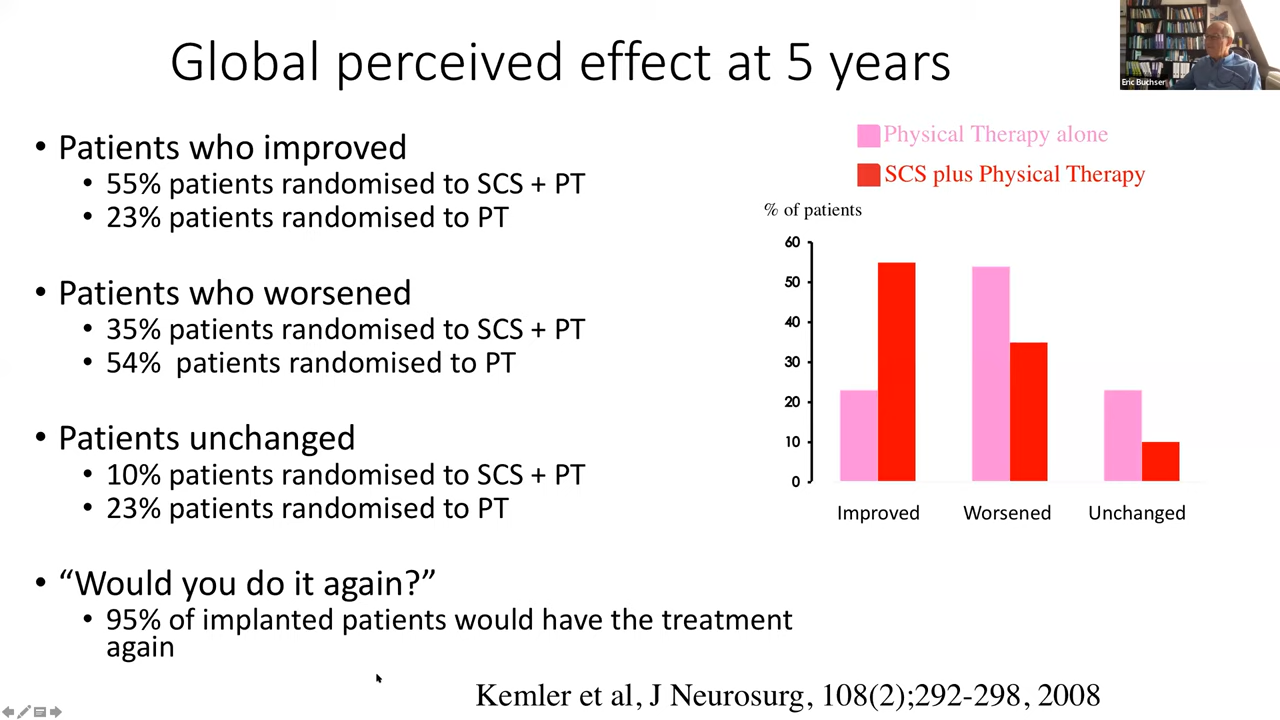 Global perceived effect at 5 years
Eric Buchser
• Patients who improved
• 55% patients randomised to SCS + PT
• 23% patients randomised to PT
• Patients who worsened
• 35% patients randomised to SCS + PT
• 54% patients randomised to PT
• Patients unchanged
• 10% patients randomised to SCS + PT
• 23% patients randomised to PT
• “Would you do it again?”
• 95% of implanted patients would have the treatment
again
Physical Therapy alone
SCS plus Physical Therapy
% of patients
60
50
40
30
20
10
0
Improved Worsened Unchanged
Kemler et al, J Neurosurg, 108(2);292-298, 2008